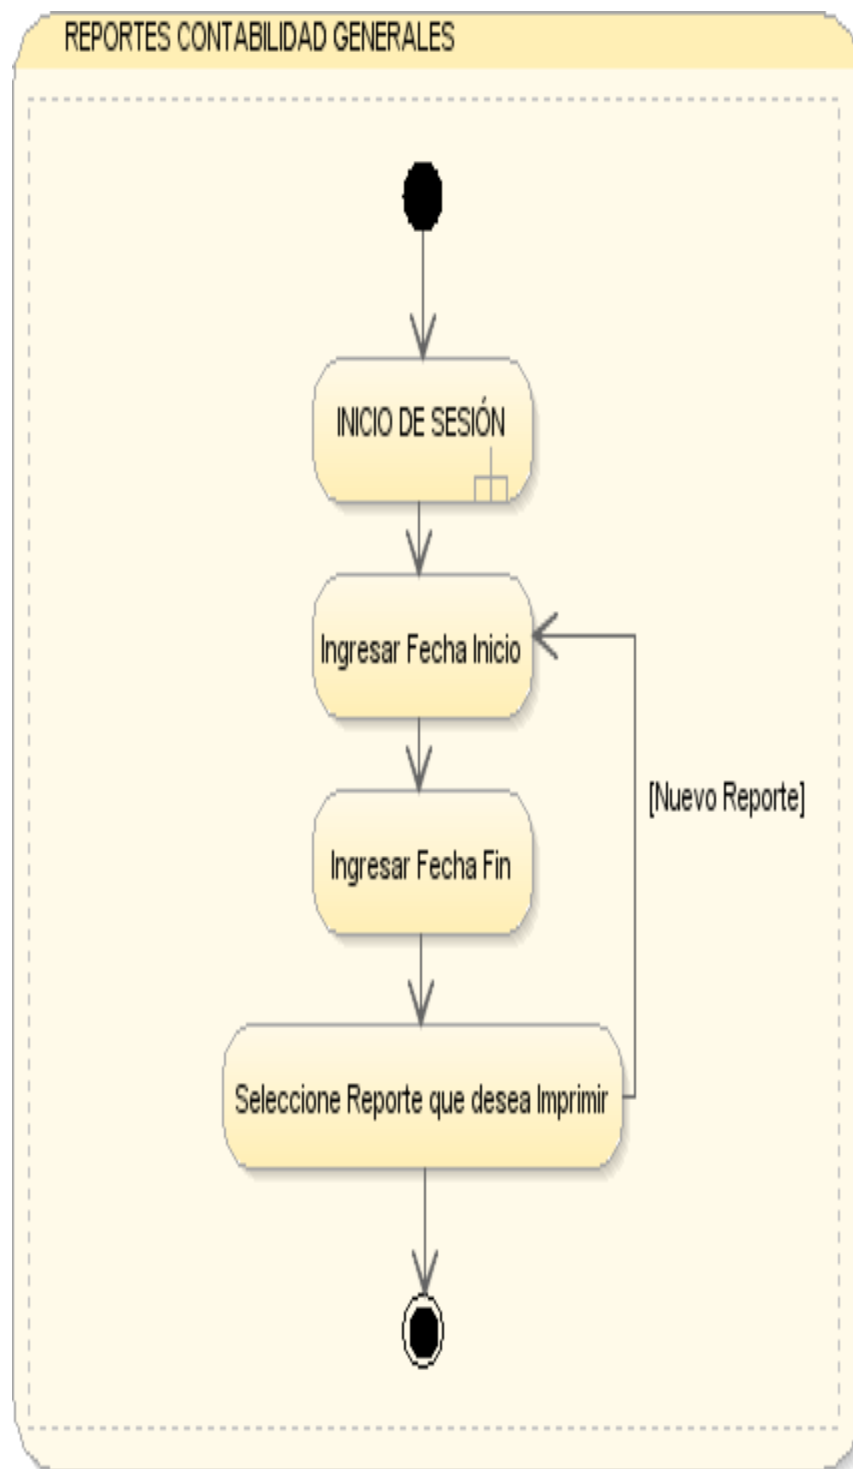 REPORTES CONTABILIDAD GENERALES
INICIO DE SESIÓN
Ingresar Fecha Inicio
[Nuevo Reporte]
Ingresar Fecha Fin
Seleccione Reporte que desea Imprimir